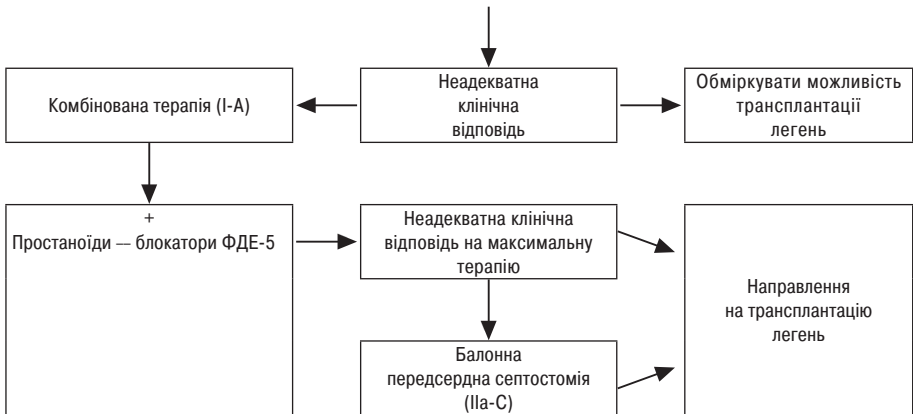 Комбінована терапія (І-А)
Неадекватна
клінічна
відповідь
Обміркувати можливість
трансплантації
легень
+
Простаноїди — блокатори ФДЕ-5
Неадекватна клінічна
відповідь на максимальну
терапію
Балонна
передсердна септостомія
(ІІа-С)
Направлення
на трансплантацію
легень